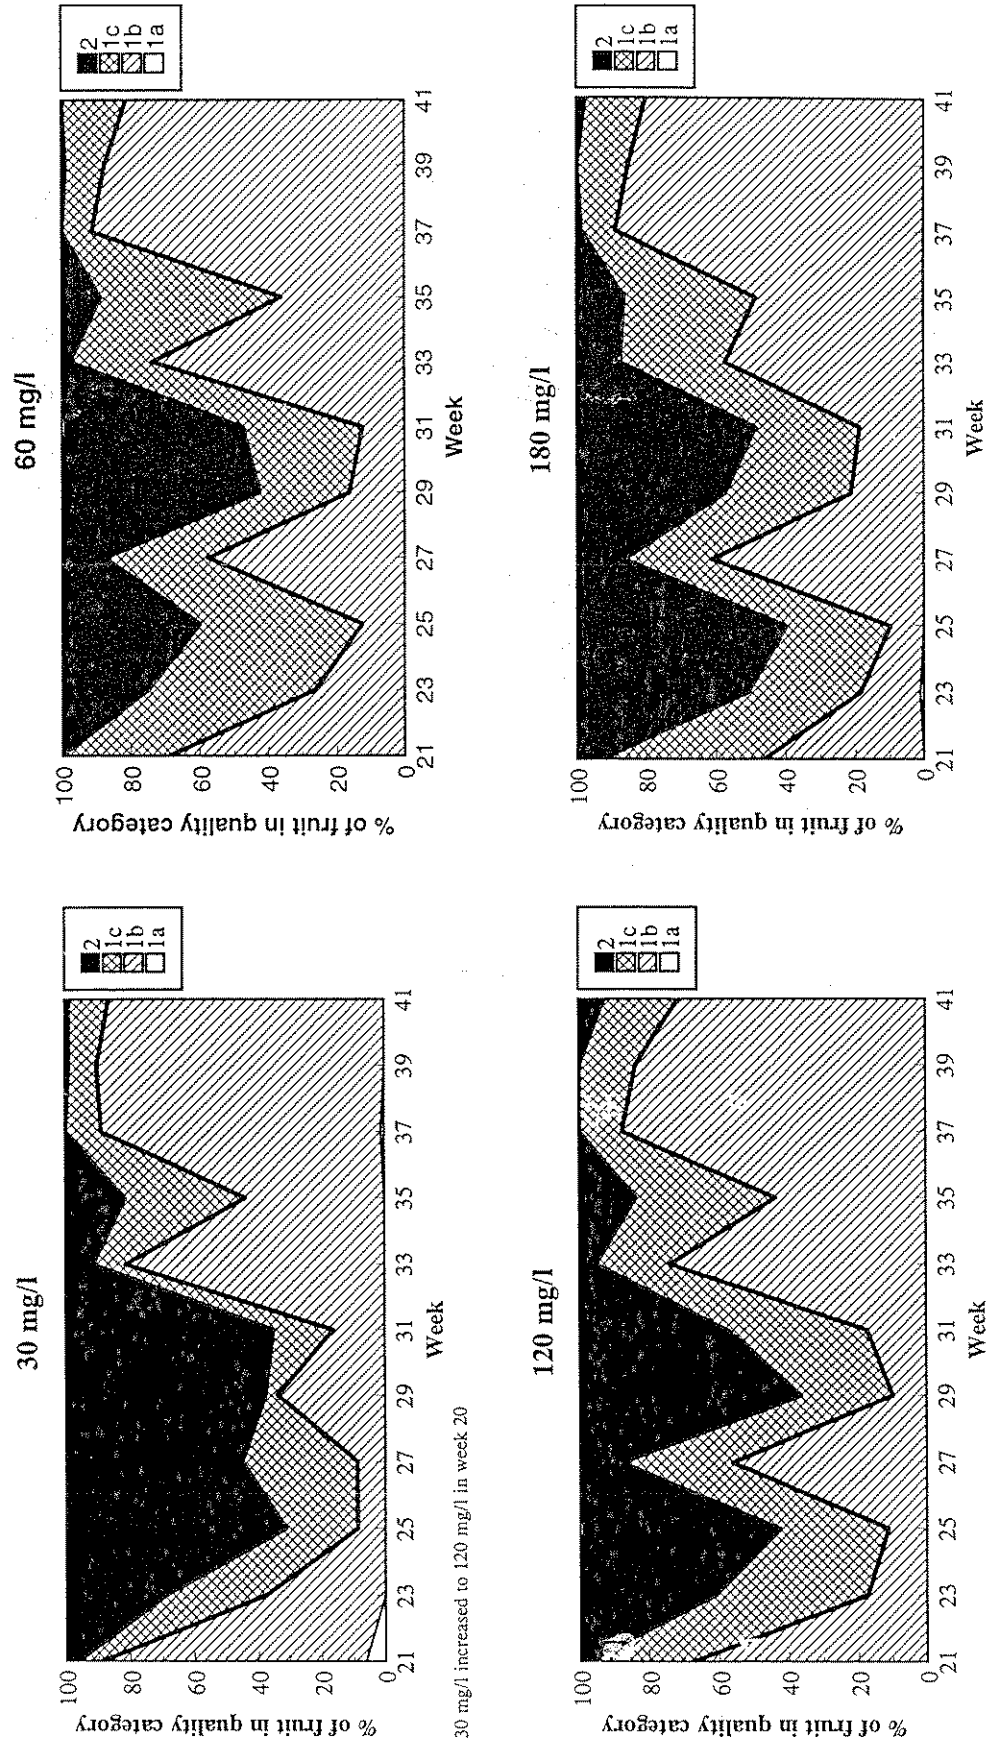 30 mg/l
% of fruit in quality category
100
80
60
40
20
0
21
23
25
27
29
31
33
35
37
39
41
Week
2
1c
1b
1a
30 mg/l increased to 120 mg/l in week 20
60 mg/l
% of fruit in quality category
100
80
60
40
20
0
21
23
25
27
29
31
33
35
37
39
41
Week
2
1c
1b
1a
120 mg/l
% of fruit in quality category
100
80
60
40
20
0
21
23
25
27
29
31
33
35
37
39
41
Week
2
1c
1b
1a
180 mg/l
% of fruit in quality category
100
80
60
40
20
0
21
23
25
27
29
31
33
35
37
39
41
Week
2
1c
1b
1a